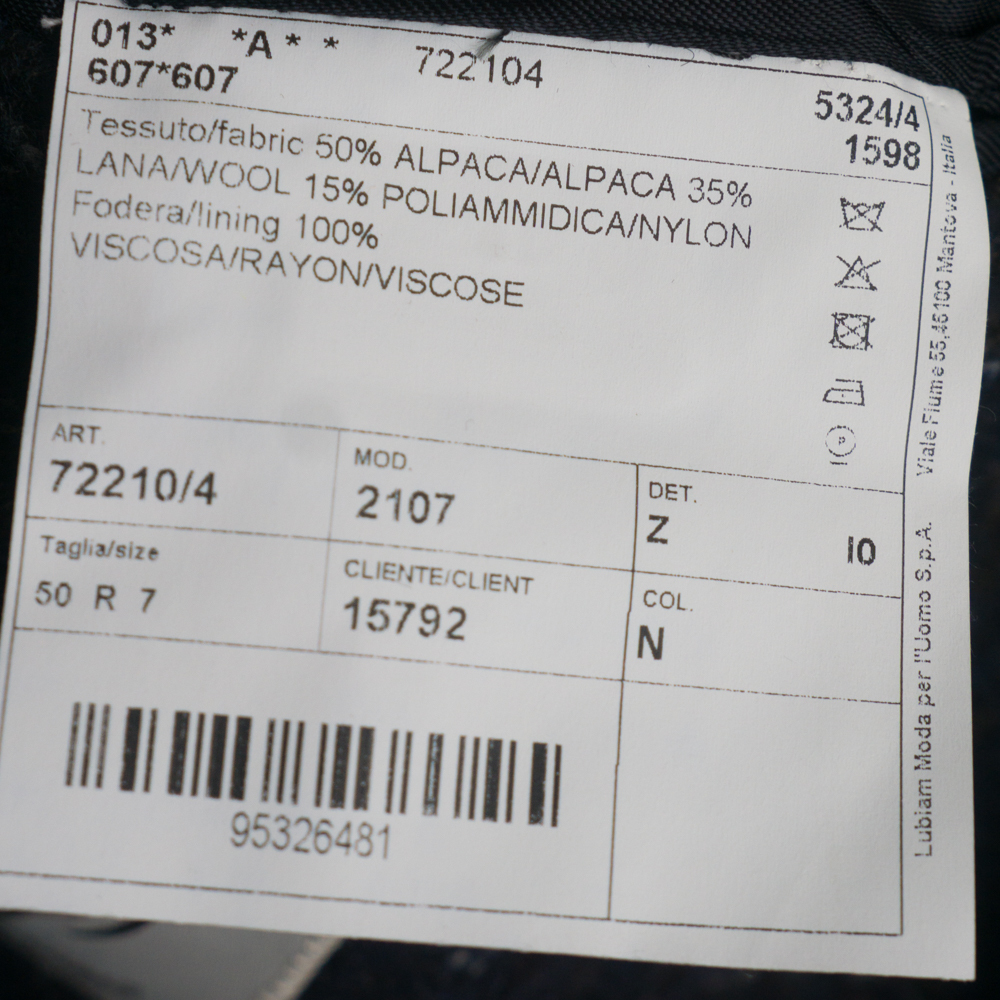 013* *A * * 722104 5324/4
607*607 1598
Tessuto/fabric 50% ALPACA/ALPACA 35%
LANA/WOOL 15% POLIAMMIDICA/NYLON
Fodera/lining 100%
VISCOSA/RAYON/VISCOSE
P
ART.
72210/4
MOD.
2107
DET.
Z I0
Taglia/size
50 R 7
CLIENTE/CLIENT
15792
COL.
N
95326481
Lubiam Moda per l'Uomo S.p.A. Viale Fiume 55,46100 Mantova - Italia